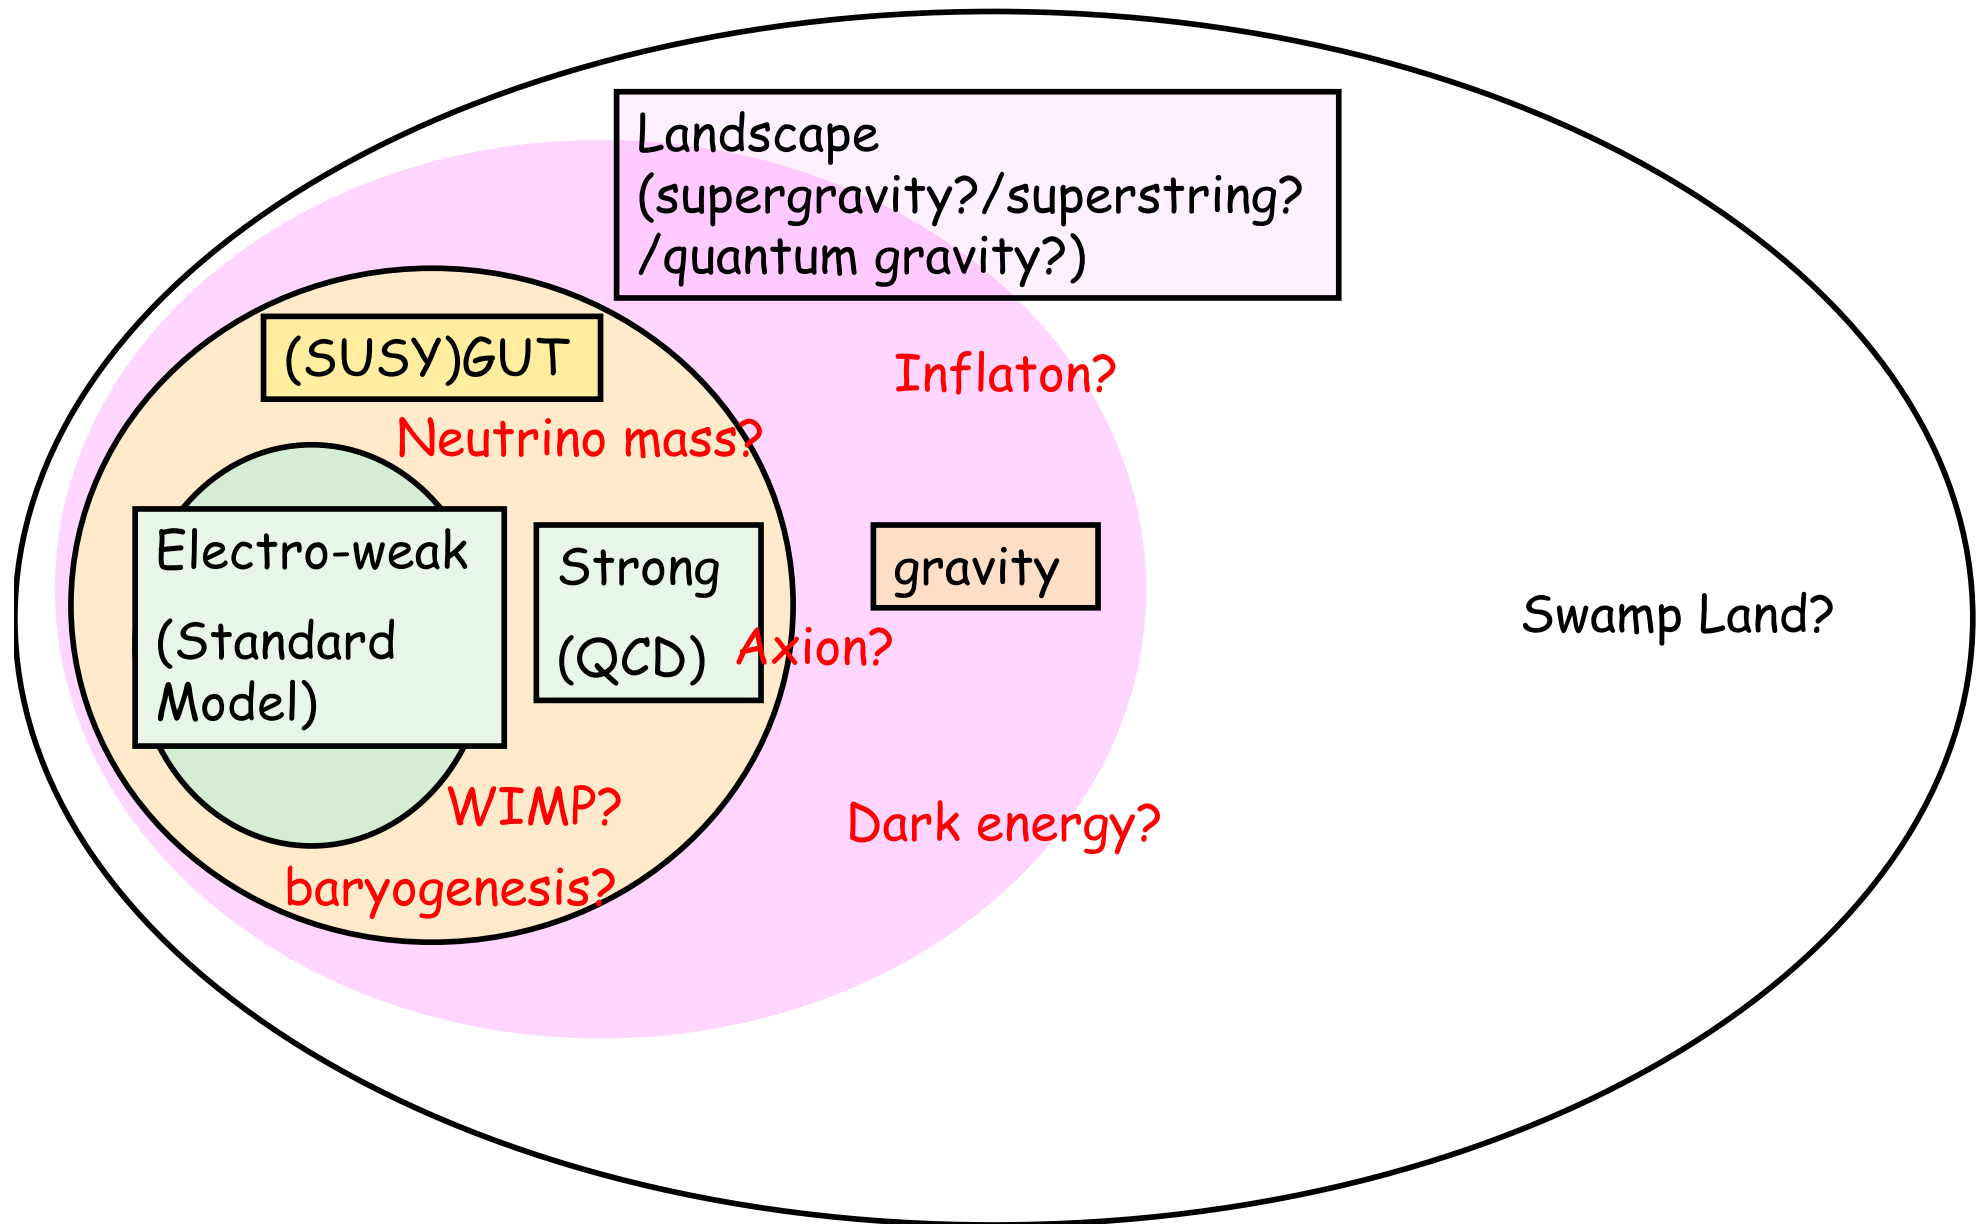 Landscape
(supergravity?/superstring?
/quantum gravity?)
(SUSY)GUT
Inflaton?
Neutrino mass?
Electro-weak
(Standard
Model)
Strong
(QCD)
gravity
Axion?
Swamp Land?
WIMP?
Dark energy?
baryogenesis?